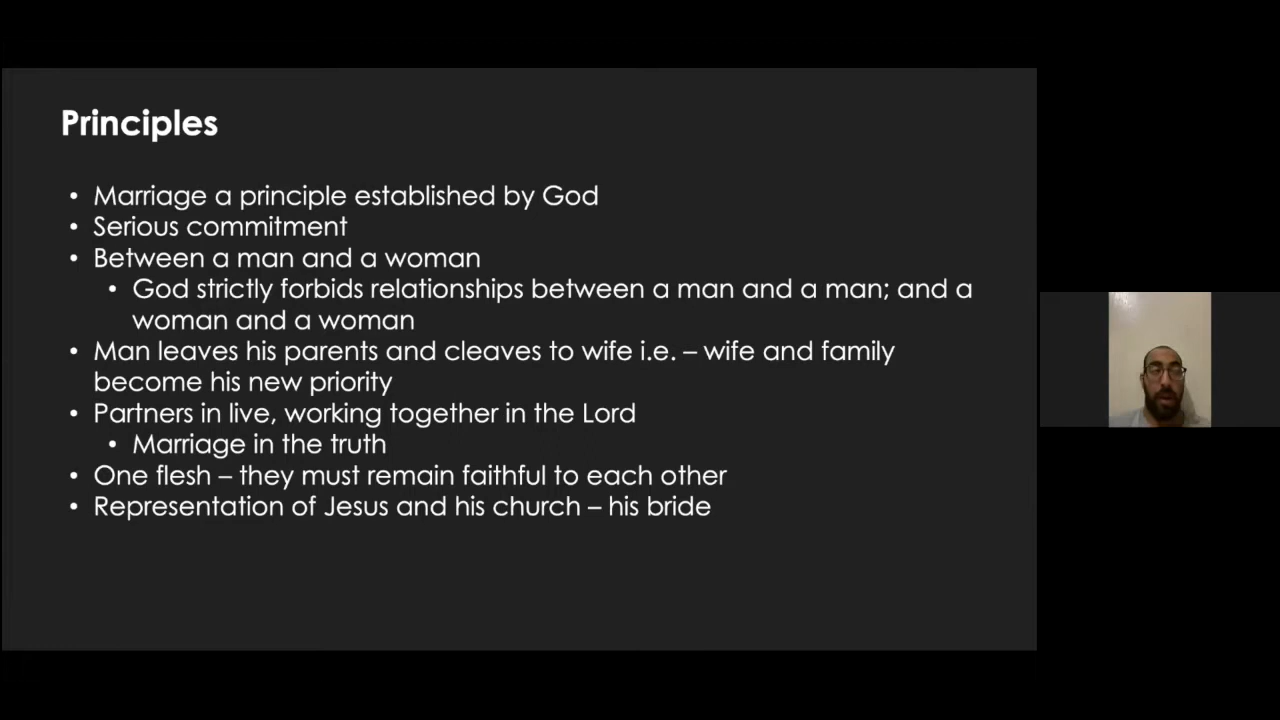 Principles
• Marriage a principle established by God
• Serious commitment
• Between a man and a woman
• God strictly forbids relationships between a man and a man; and a
woman and a woman
• Man leaves his parents and cleaves to wife i.e. – wife and family
become his new priority
• Partners in live, working together in the Lord
• Marriage in the truth
• One flesh – they must remain faithful to each other
• Representation of Jesus and his church – his bride